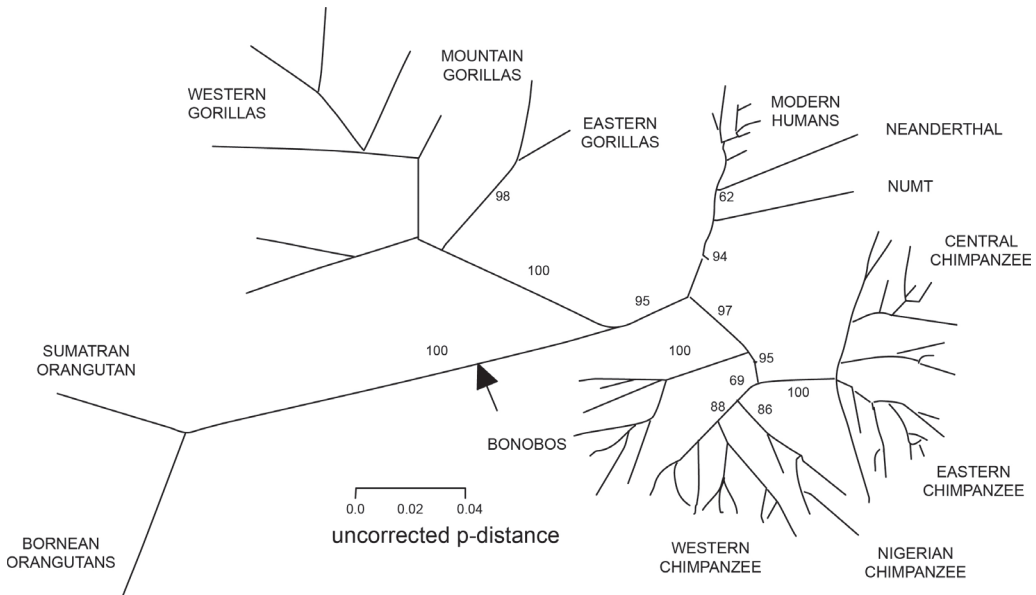 MOUNTAIN
GORILLAS
WESTERN
GORILLAS
MODERN
HUMANS
EASTERN
GORILLAS
NEANDERTHAL
98
62
NUMT
94
CENTRAL
CHIMPANZEE
100
95
97
SUMATRAN
ORANGUTAN
100
100
95
69
100
88
86
BONOBOS
EASTERN
CHIMPANZEE
0.0 0.02 0.04
uncorrected p-distance
BORNEAN
ORANGUTANS
WESTERN
CHIMPANZEE
NIGERIAN
CHIMPANZEE